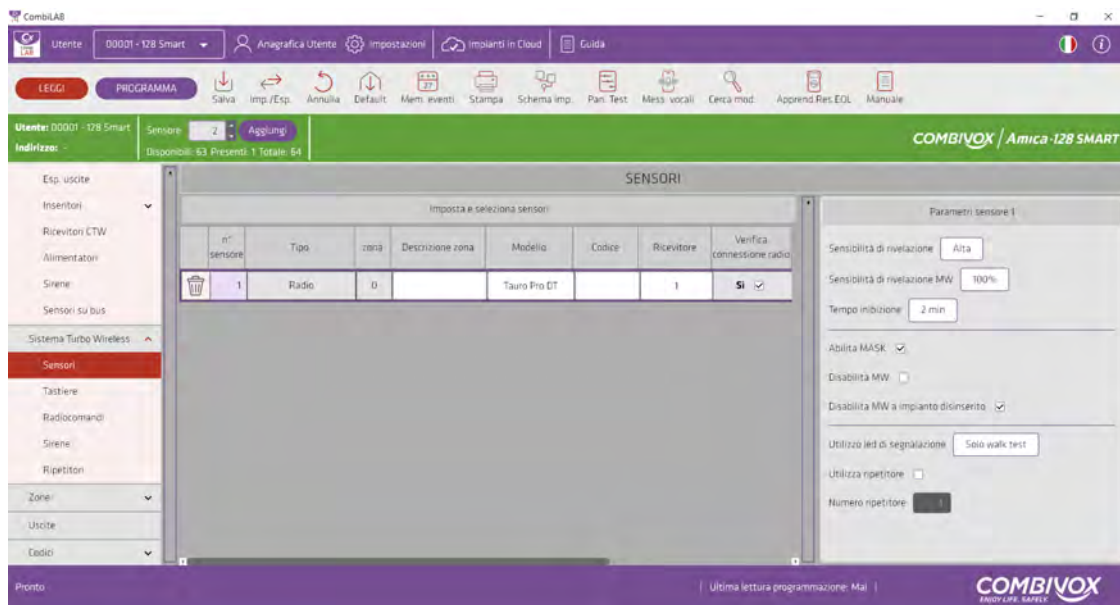 CombiLAB
LAB Utente 00001 - 128 Smart Anagrafica Utente Impostazioni Impianti in Cloud Guida
LEGGI PROGRAMMA Salva Imp./Esp. Annulla Default Mem. eventi Stampa Schema imp. Pan. Test Mess. vocali Cerca mod. Apprend.Res.EOL Manuale
Utente: 00001 - 128 Smart Sensore 2 Aggiungi
Indirizzo: - Disponibili: 63 Presenti: 1 Totale: 64
COMBIVOX Amica-128 SMART
Esp. uscite
Inseritori
Ricevitori CTW
Alimentatori
Sirene
Sensori su bus
Sistema Turbo Wireless
Sensori
Tastiere
Radiocomandi
Sirene
Ripetitori
Zone
Uscite
Codici
SENSORI
Imposta e seleziona sensori
n° sensore Tipo zona Descrizione zona Modello Codice Ricevitore Verifica connessione radio
1 Radio 0 Tauro Pro DT 1 Si
Parametri sensore 1
Sensibilità di rivelazione Alta
Sensibilità di rivelazione MW 100%
Tempo inibizione 2 min
Abilita MASK
Disabilita MW
Disabilita MW a impianto disinserito
Utilizzo led di segnalazione Solo walk test
Utilizza ripetitore
Numero ripetitore 1
Pronto Ultima lettura programmazione: Mai
COMBIVOX
ENJOY LIFE. SAFELY.